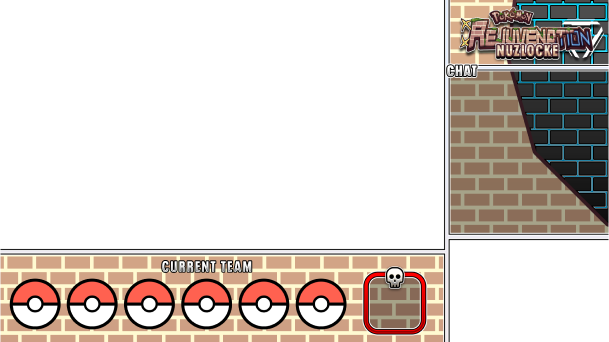 POKéMON
REJUVENATION
NUZLOCKE
CHAT
CURRENT TEAM